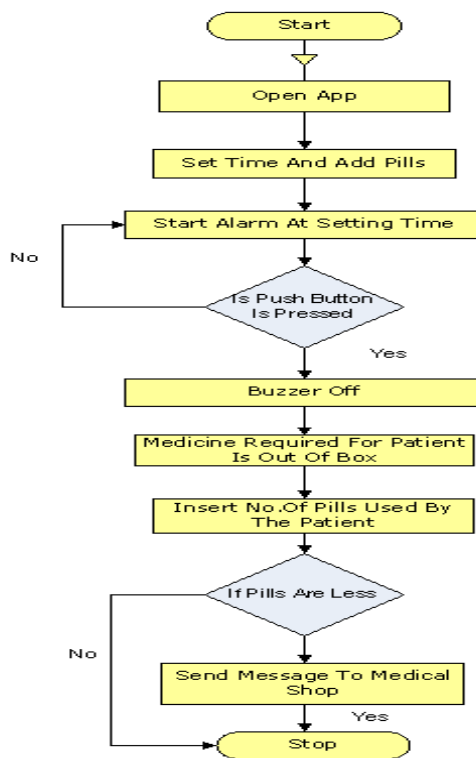 Start
Open App
Set Time And Add Pills
Start Alarm At Setting Time
No
Is Push Button
Is Pressed
Yes
Buzzer Off
Medicine Required For Patient
Is Out Of Box
Insert No.Of Pills Used By
The Patient
If Pills Are Less
No
Send Message To Medical
Shop
Yes
Stop